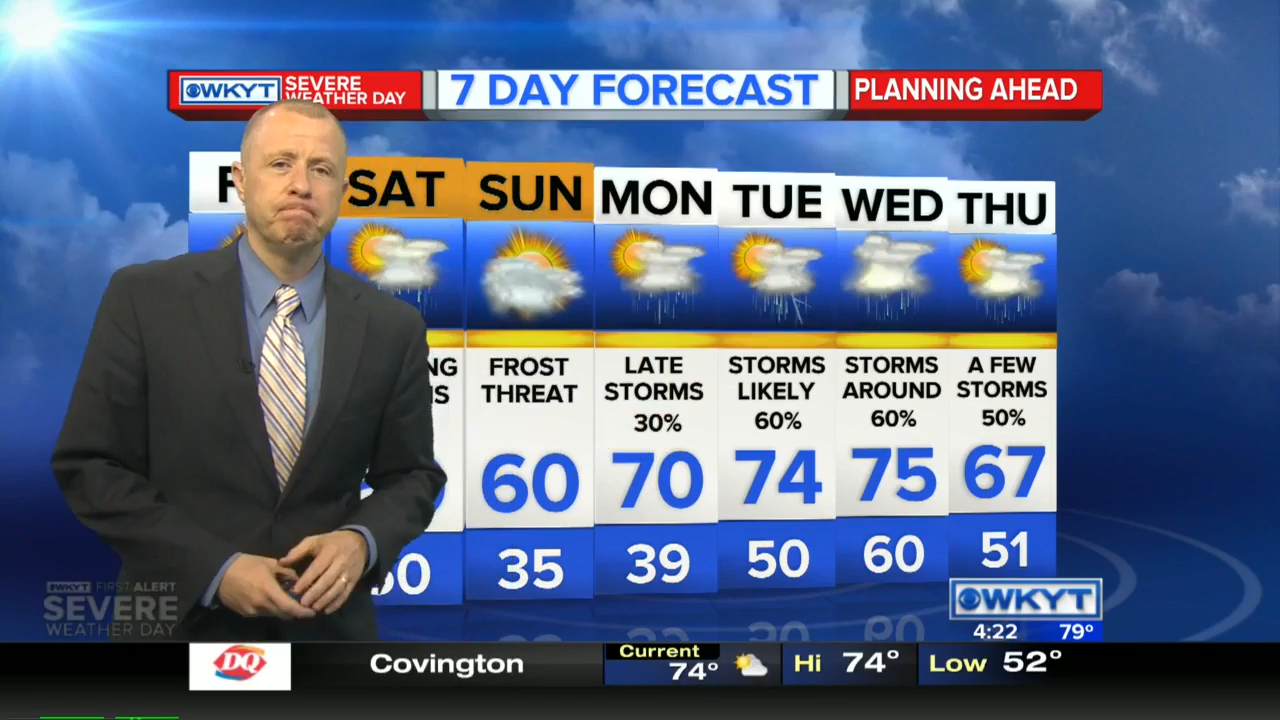 WKYT SEVERE WEATHER DAY
7 DAY FORECAST
PLANNING AHEAD
SAT SUN MON TUE WED THU
FROST THREAT
LATE STORMS 30%
STORMS LIKELY 60%
STORMS AROUND 60%
A FEW STORMS 50%
60 70 74 75 67
35 39 50 60 51
WKYT FIRST ALERT
SEVERE
WEATHER DAY
WKYT
4:22 79°
DQ
Covington
Current 74°
Hi 74°
Low 52°